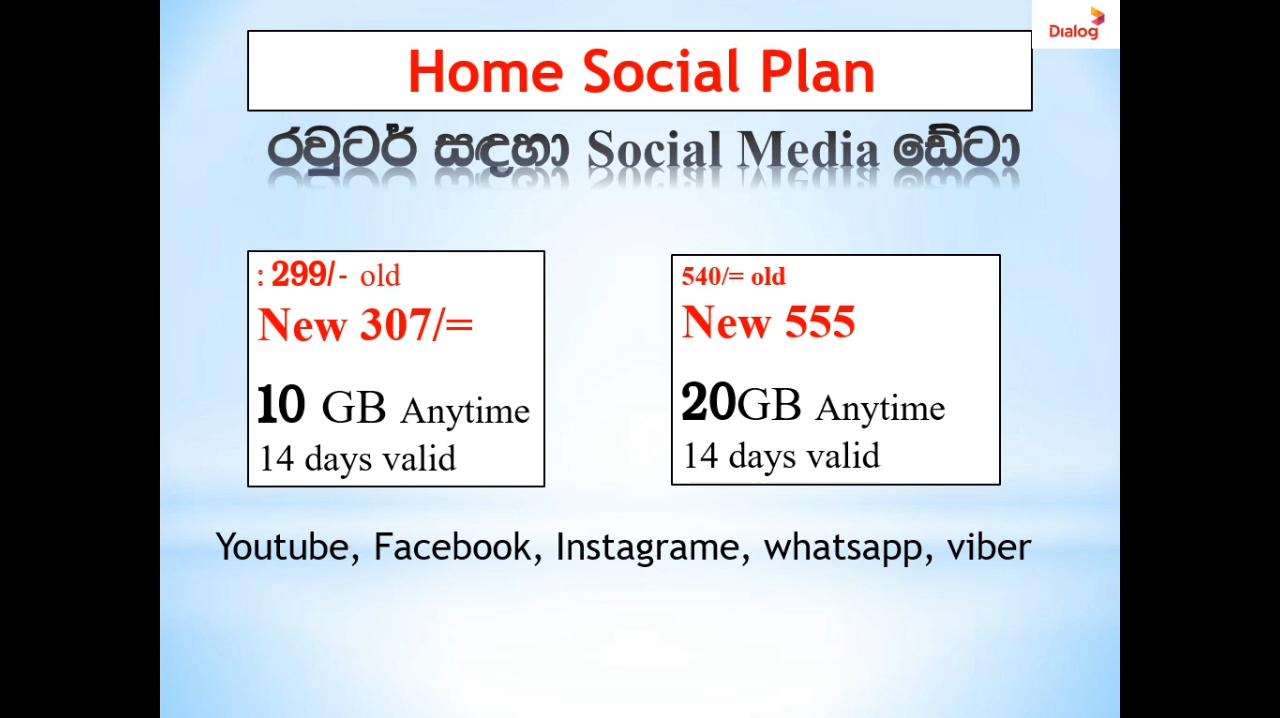 Dialog
Home Social Plan
රවුටර් සඳහා Social Media ඩේටා
: 299/- old
New 307/=
10 GB Anytime
14 days valid
540/= old
New 555
20GB Anytime
14 days valid
Youtube, Facebook, Instagrame, whatsapp, viber